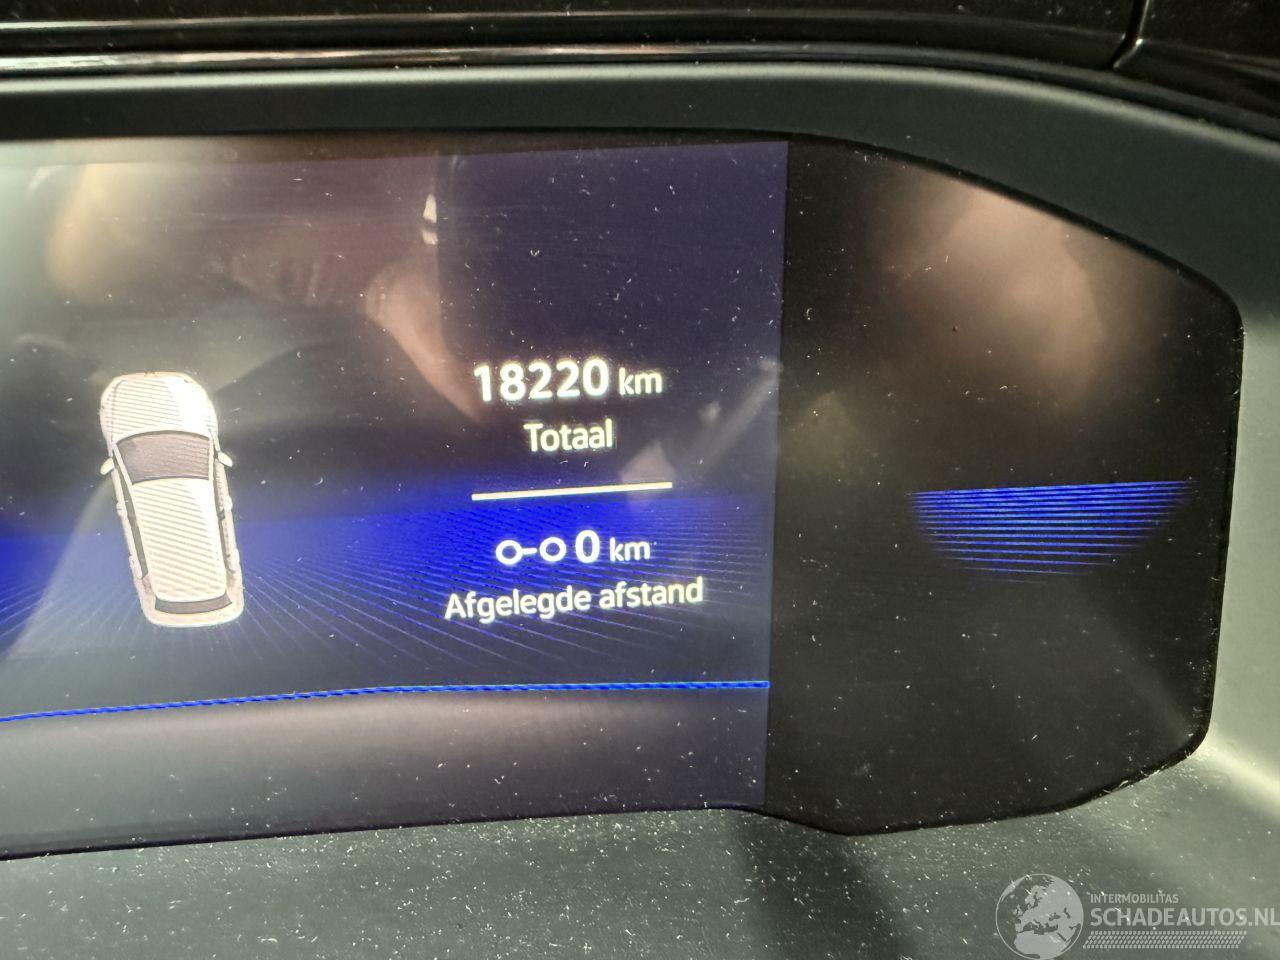 18220 km
Totaal
0 km
Afgelegde afstand
INTERMOBILITAS
SCHADEAUTOS.NL